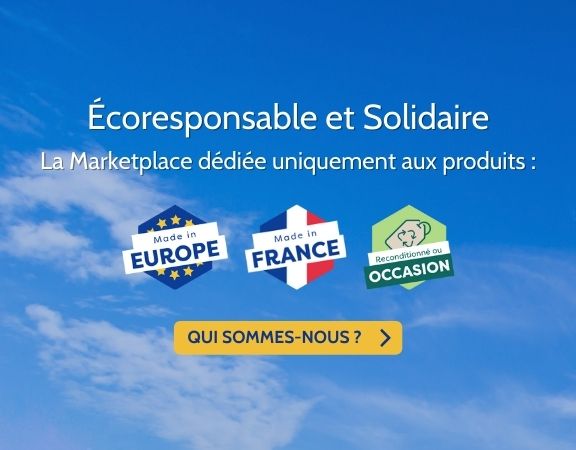 Écoresponsable et Solidaire
La Marketplace dédiée uniquement aux produits :
Made in
EUROPE
Made in
FRANCE
Reconditionné ou
OCCASION
QUI SOMMES-NOUS ?